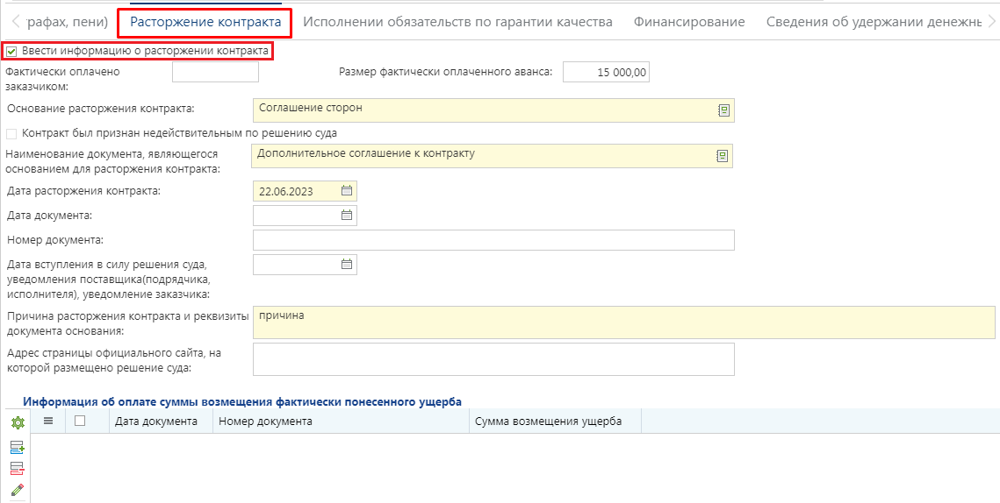 рафах, пени) Расторжение контракта Исполнении обязательств по гарантии качества Финансирование Сведения об удержании денежнь
Ввести информацию о расторжении контракта
Фактически оплачено заказчиком: Размер фактически оплаченного аванса: 15 000,00
Основание расторжения контракта: Соглашение сторон
Контракт был признан недействительным по решению суда
Наименование документа, являющегося
основанием для расторжения контракта: Дополнительное соглашение к контракту
Дата расторжения контракта: 22.06.2023
Дата документа:
Номер документа:
Дата вступления в силу решения суда,
уведомления поставщика(подрядчика,
исполнителя), уведомление заказчика:
Причина расторжения контракта и реквизиты
документа основания: причина
Адрес страницы официального сайта, на
которой размещено решение суда:
Информация об оплате суммы возмещения фактически понесенного ущерба
Дата документа Номер документа Сумма возмещения ущерба